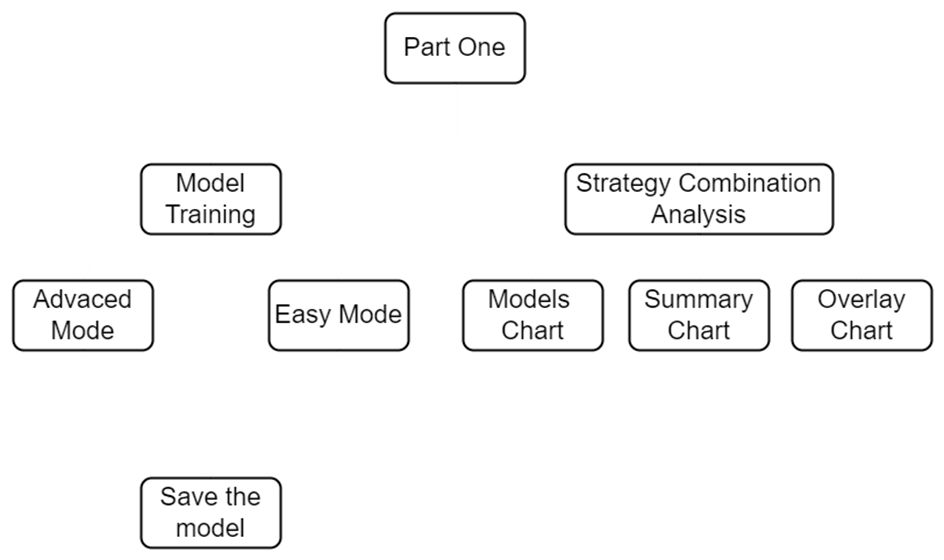 Part One
Model
Training
Strategy Combination
Analysis
Advaced
Mode
Easy Mode
Models
Chart
Summary
Chart
Overlay
Chart
Save the
model